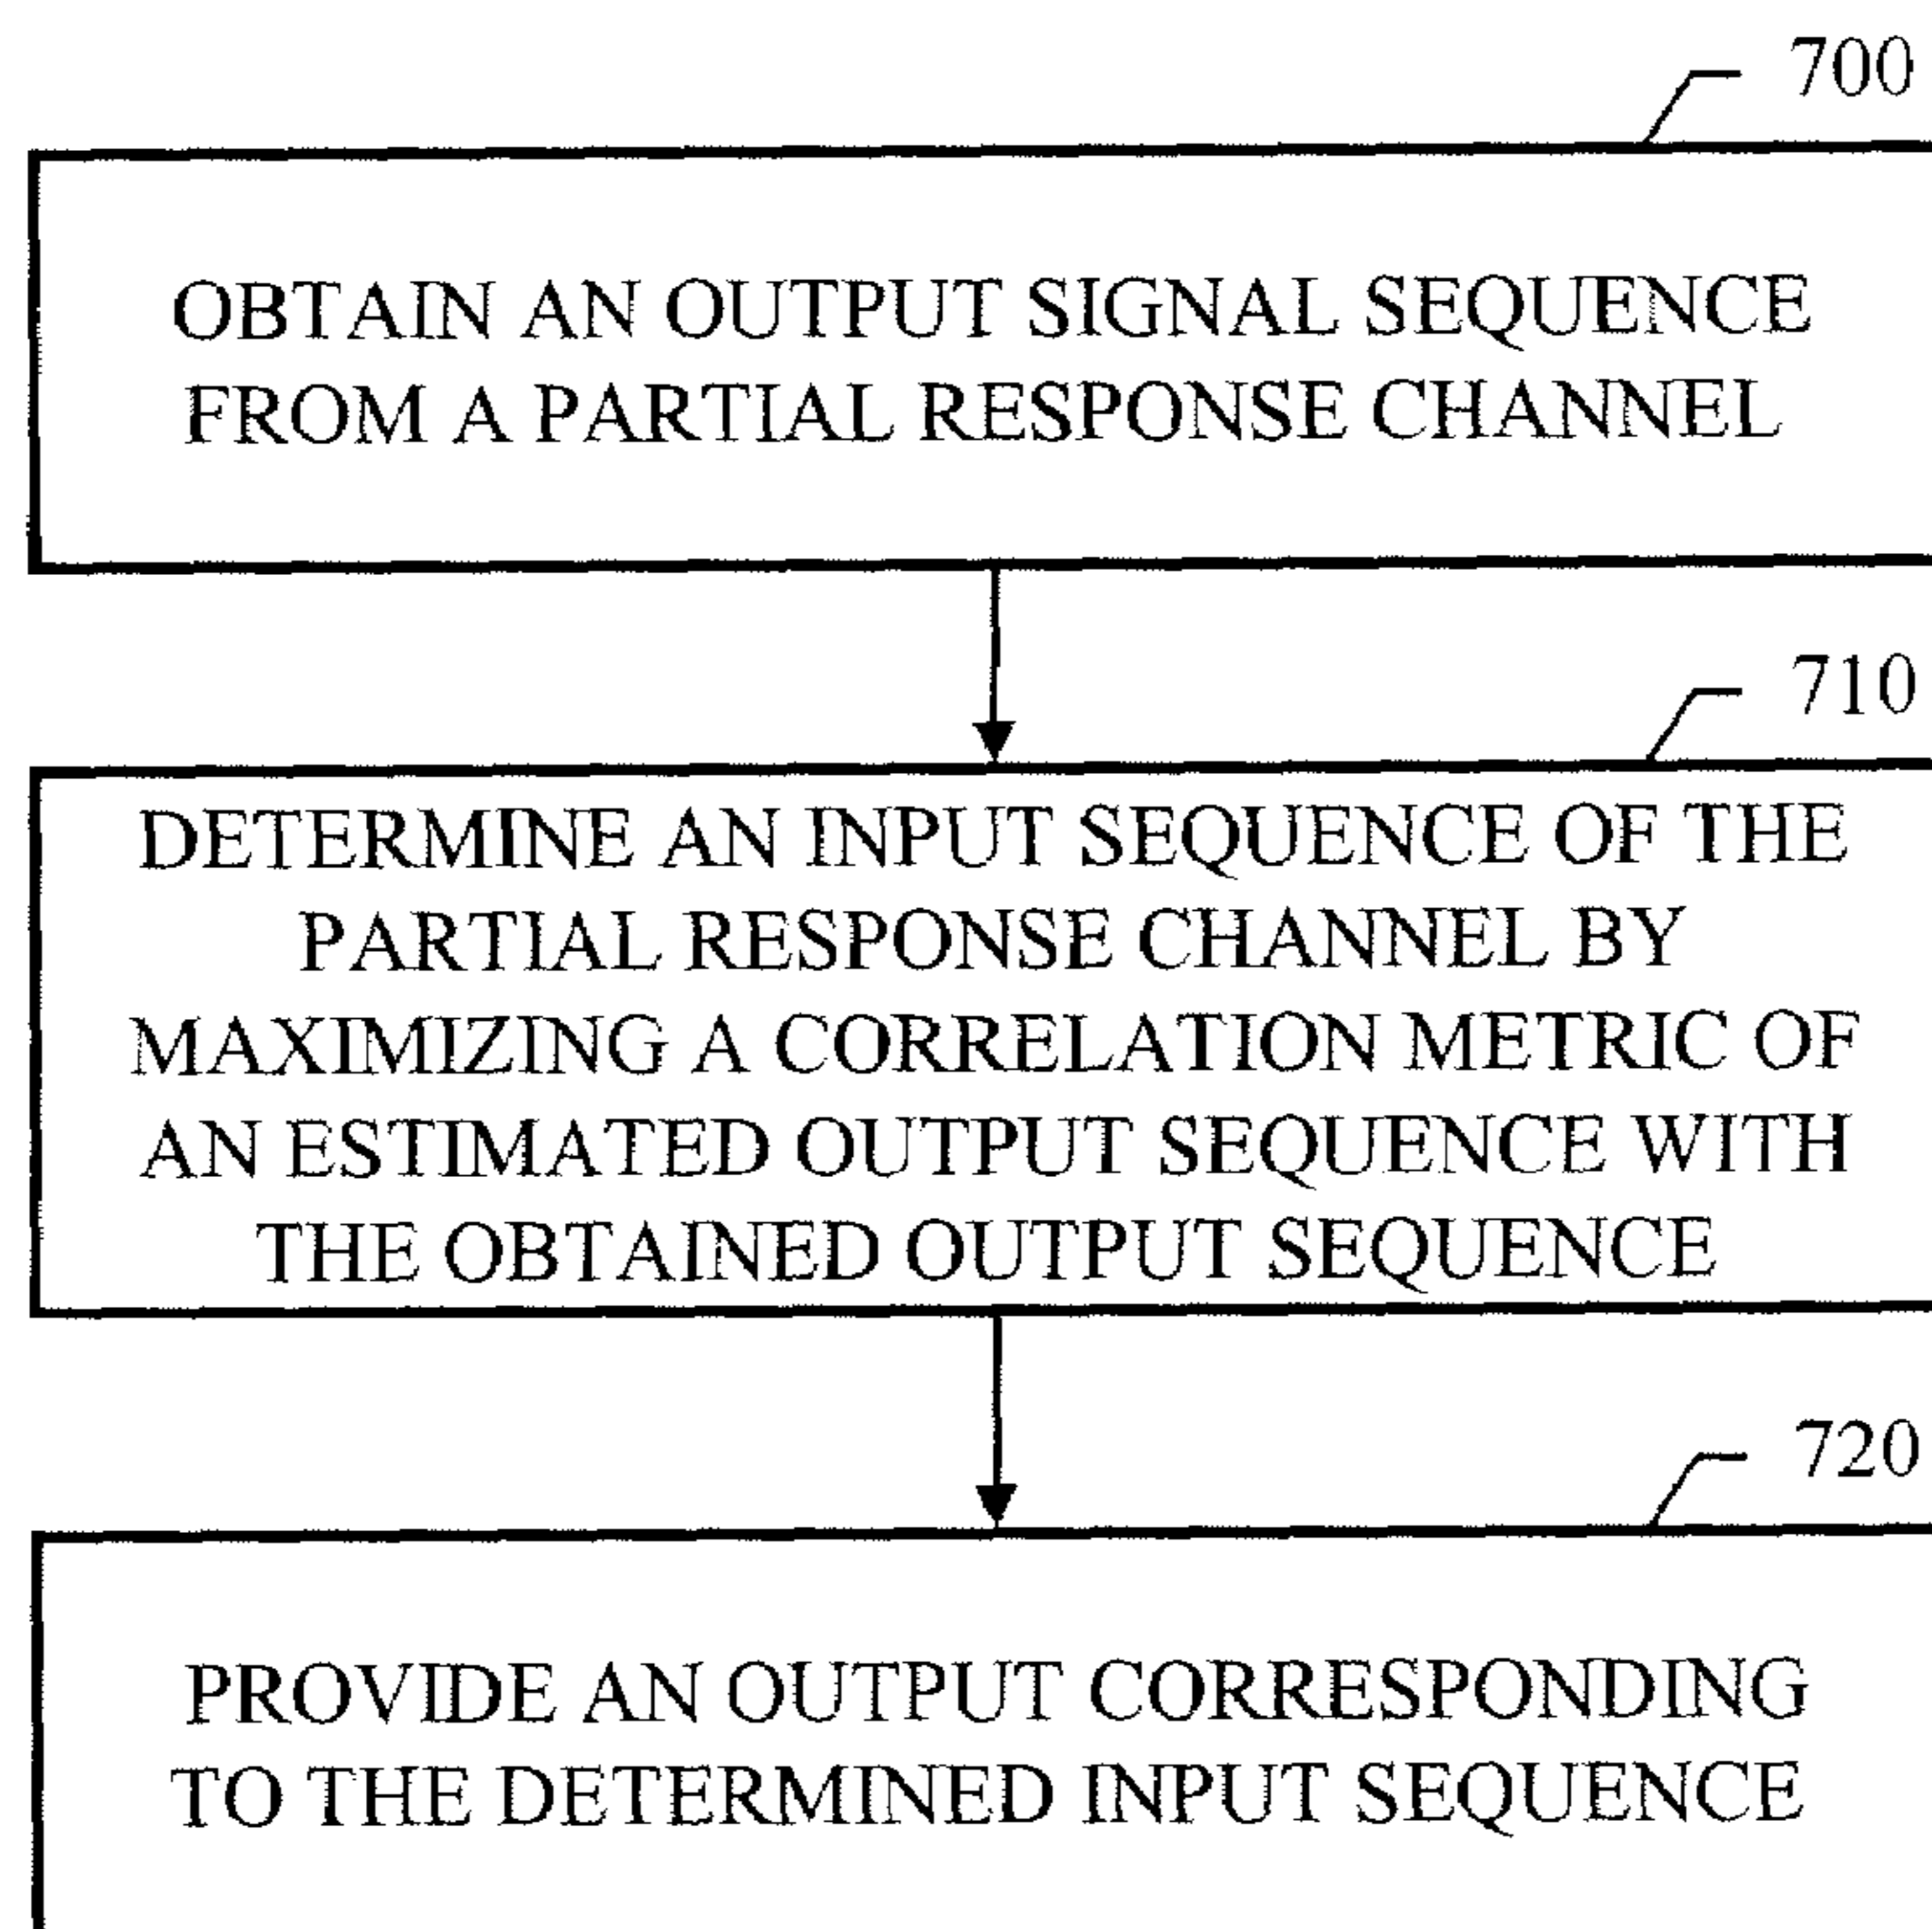 700
OBTAIN AN OUTPUT SIGNAL SEQUENCE
FROM A PARTIAL RESPONSE CHANNEL
710
DETERMINE AN INPUT SEQUENCE OF THE
PARTIAL RESPONSE CHANNEL BY
MAXIMIZING A CORRELATION METRIC OF
AN ESTIMATED OUTPUT SEQUENCE WITH
THE OBTAINED OUTPUT SEQUENCE
720
PROVIDE AN OUTPUT CORRESPONDING
TO THE DETERMINED INPUT SEQUENCE